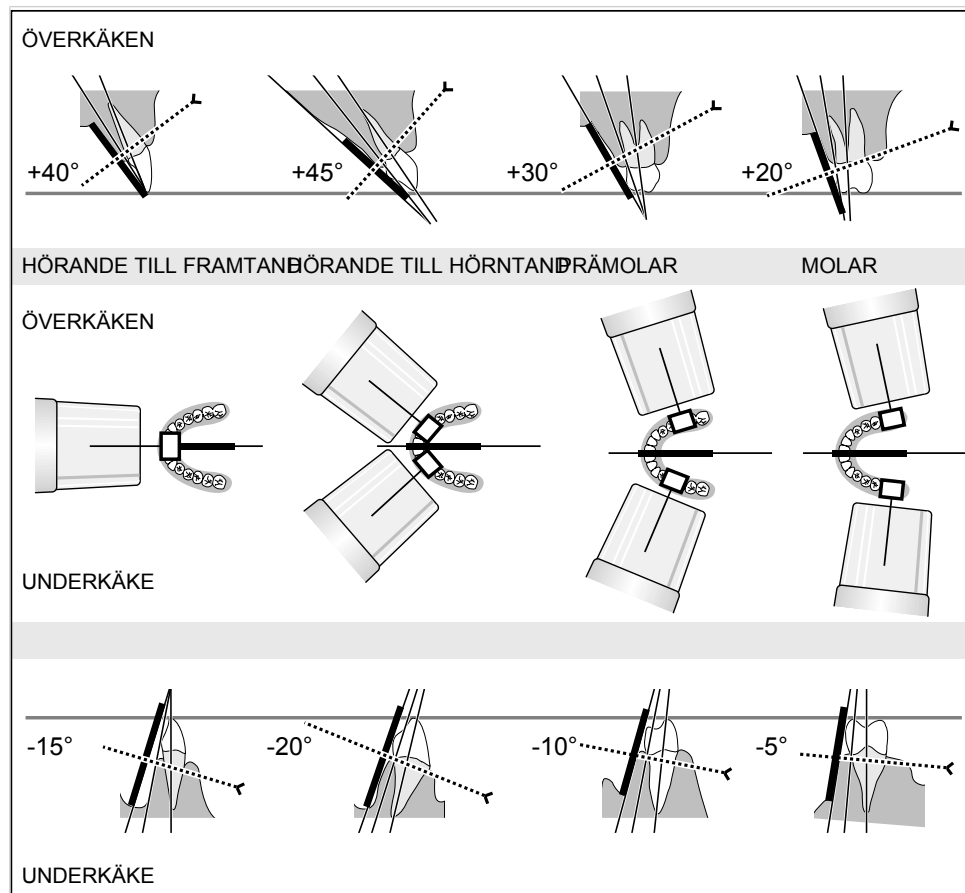 ÖVERKÄKEN
+40° +45° +30° +20°
HÖRANDE TILL FRAMTAND HÖRANDE TILL HÖRNTAND PRÄMOLAR MOLAR
ÖVERKÄKEN
UNDERKÄKE
-15° -20° -10° -5°
UNDERKÄKE